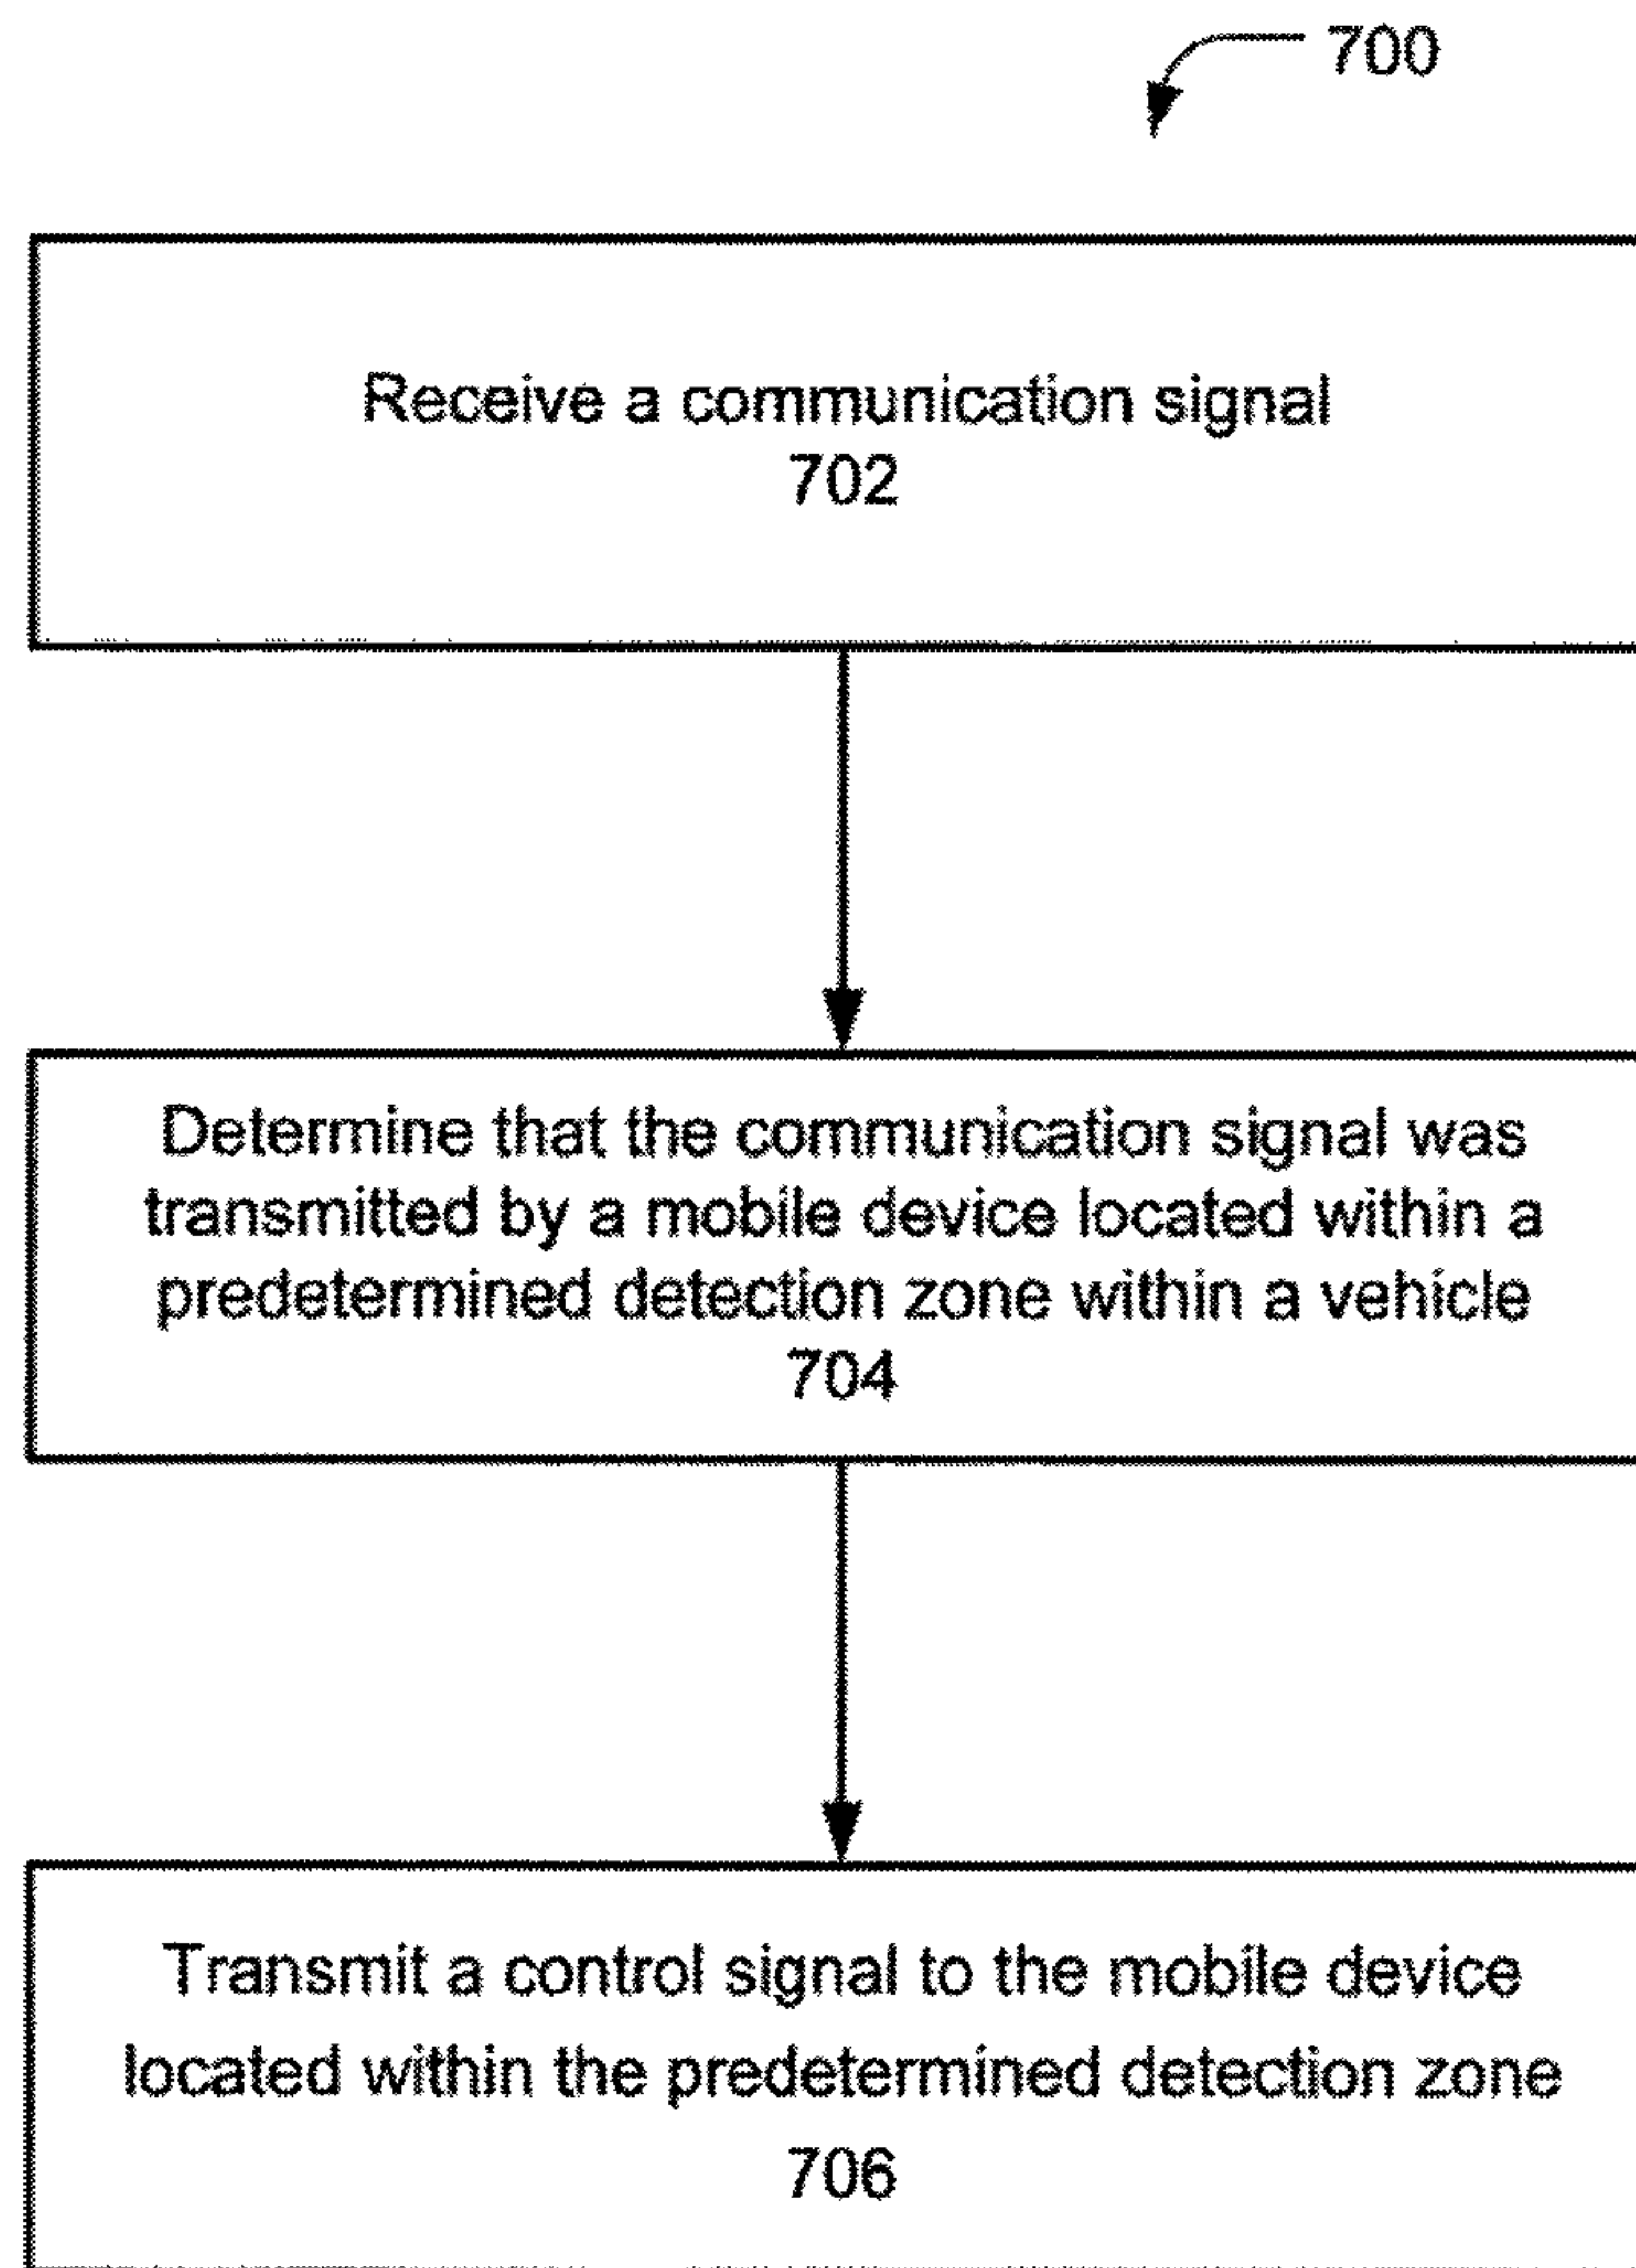 700
Receive a communication signal
702
Determine that the communication signal was
transmitted by a mobile device located within a
predetermined detection zone within a vehicle
704
Transmit a control signal to the mobile device
located within the predetermined detection zone
706